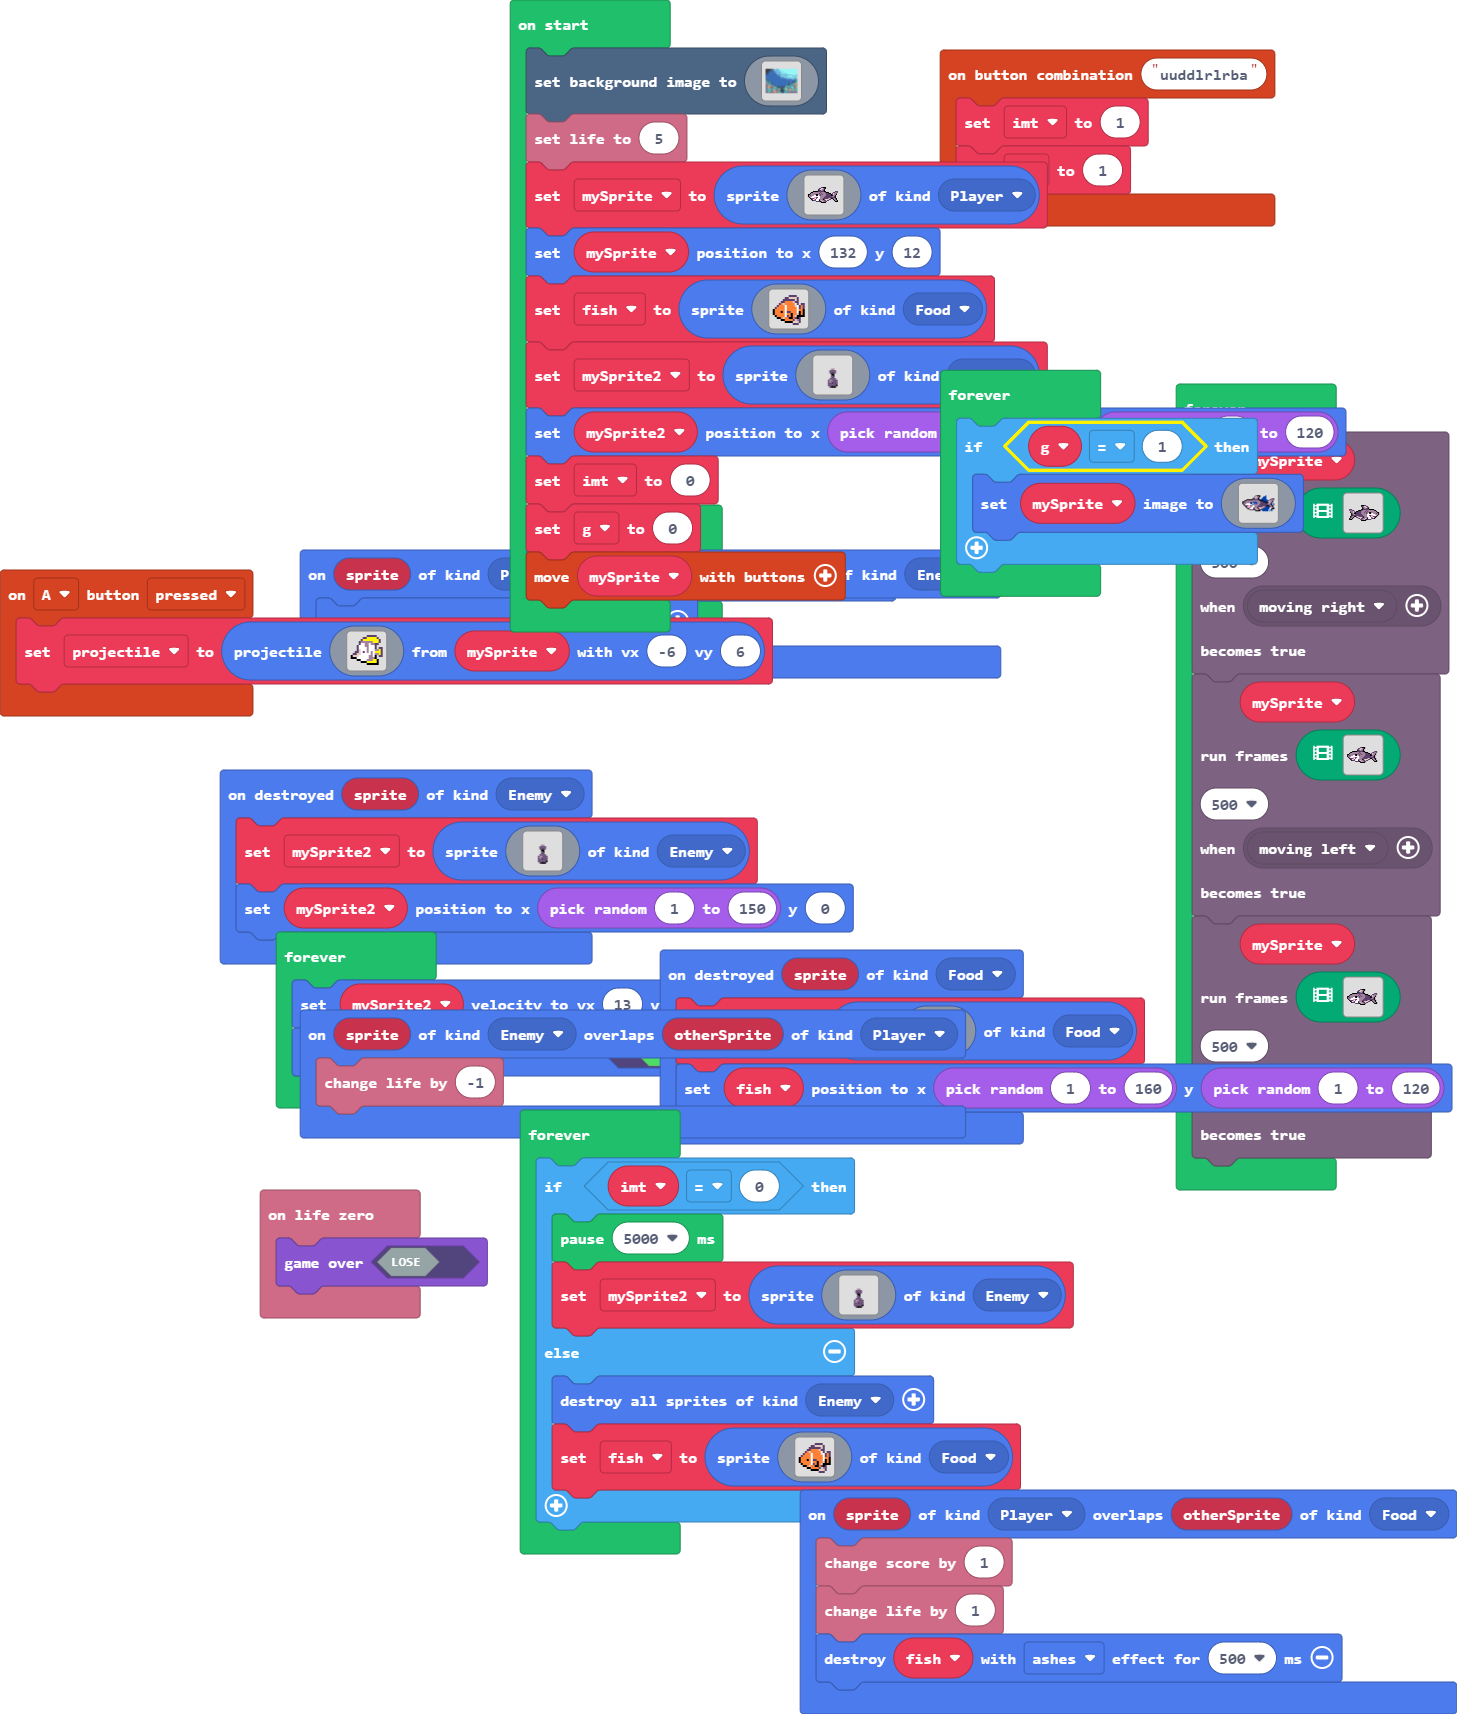 on start
set background image to
set life to 5
set mySprite to sprite of kind Player
set mySprite position to x 132 y 12
set fish to sprite of kind Food
set mySprite2 to sprite of kind
set mySprite2 position to x pick random to 120
set imt to 0
set g to 0
move mySprite with buttons
on button combination "uuddlrlrba"
set imt to 1
to 1
forever
if g = 1 then
set mySprite image to
mySprite
when moving right
becomes true
mySprite
run frames
500
when moving left
becomes true
mySprite
run frames
500
becomes true
on sprite of kind
of kind
on A button pressed
set projectile to projectile from mySprite with vx -6 vy 6
on destroyed sprite of kind Enemy
set mySprite2 to sprite of kind Enemy
set mySprite2 position to x pick random 1 to 150 y 0
forever
set mySprite2 velocity to vx 13
on destroyed sprite of kind Food
of kind Food
set fish position to x pick random 1 to 160 y pick random 1 to 120
on sprite of kind Enemy overlaps otherSprite of kind Player
change life by -1
on life zero
game over LOSE
forever
if imt = 0 then
pause 5000 ms
set mySprite2 to sprite of kind Enemy
else
destroy all sprites of kind Enemy
set fish to sprite of kind Food
on sprite of kind Player overlaps otherSprite of kind Food
change score by 1
change life by 1
destroy fish with ashes effect for 500 ms